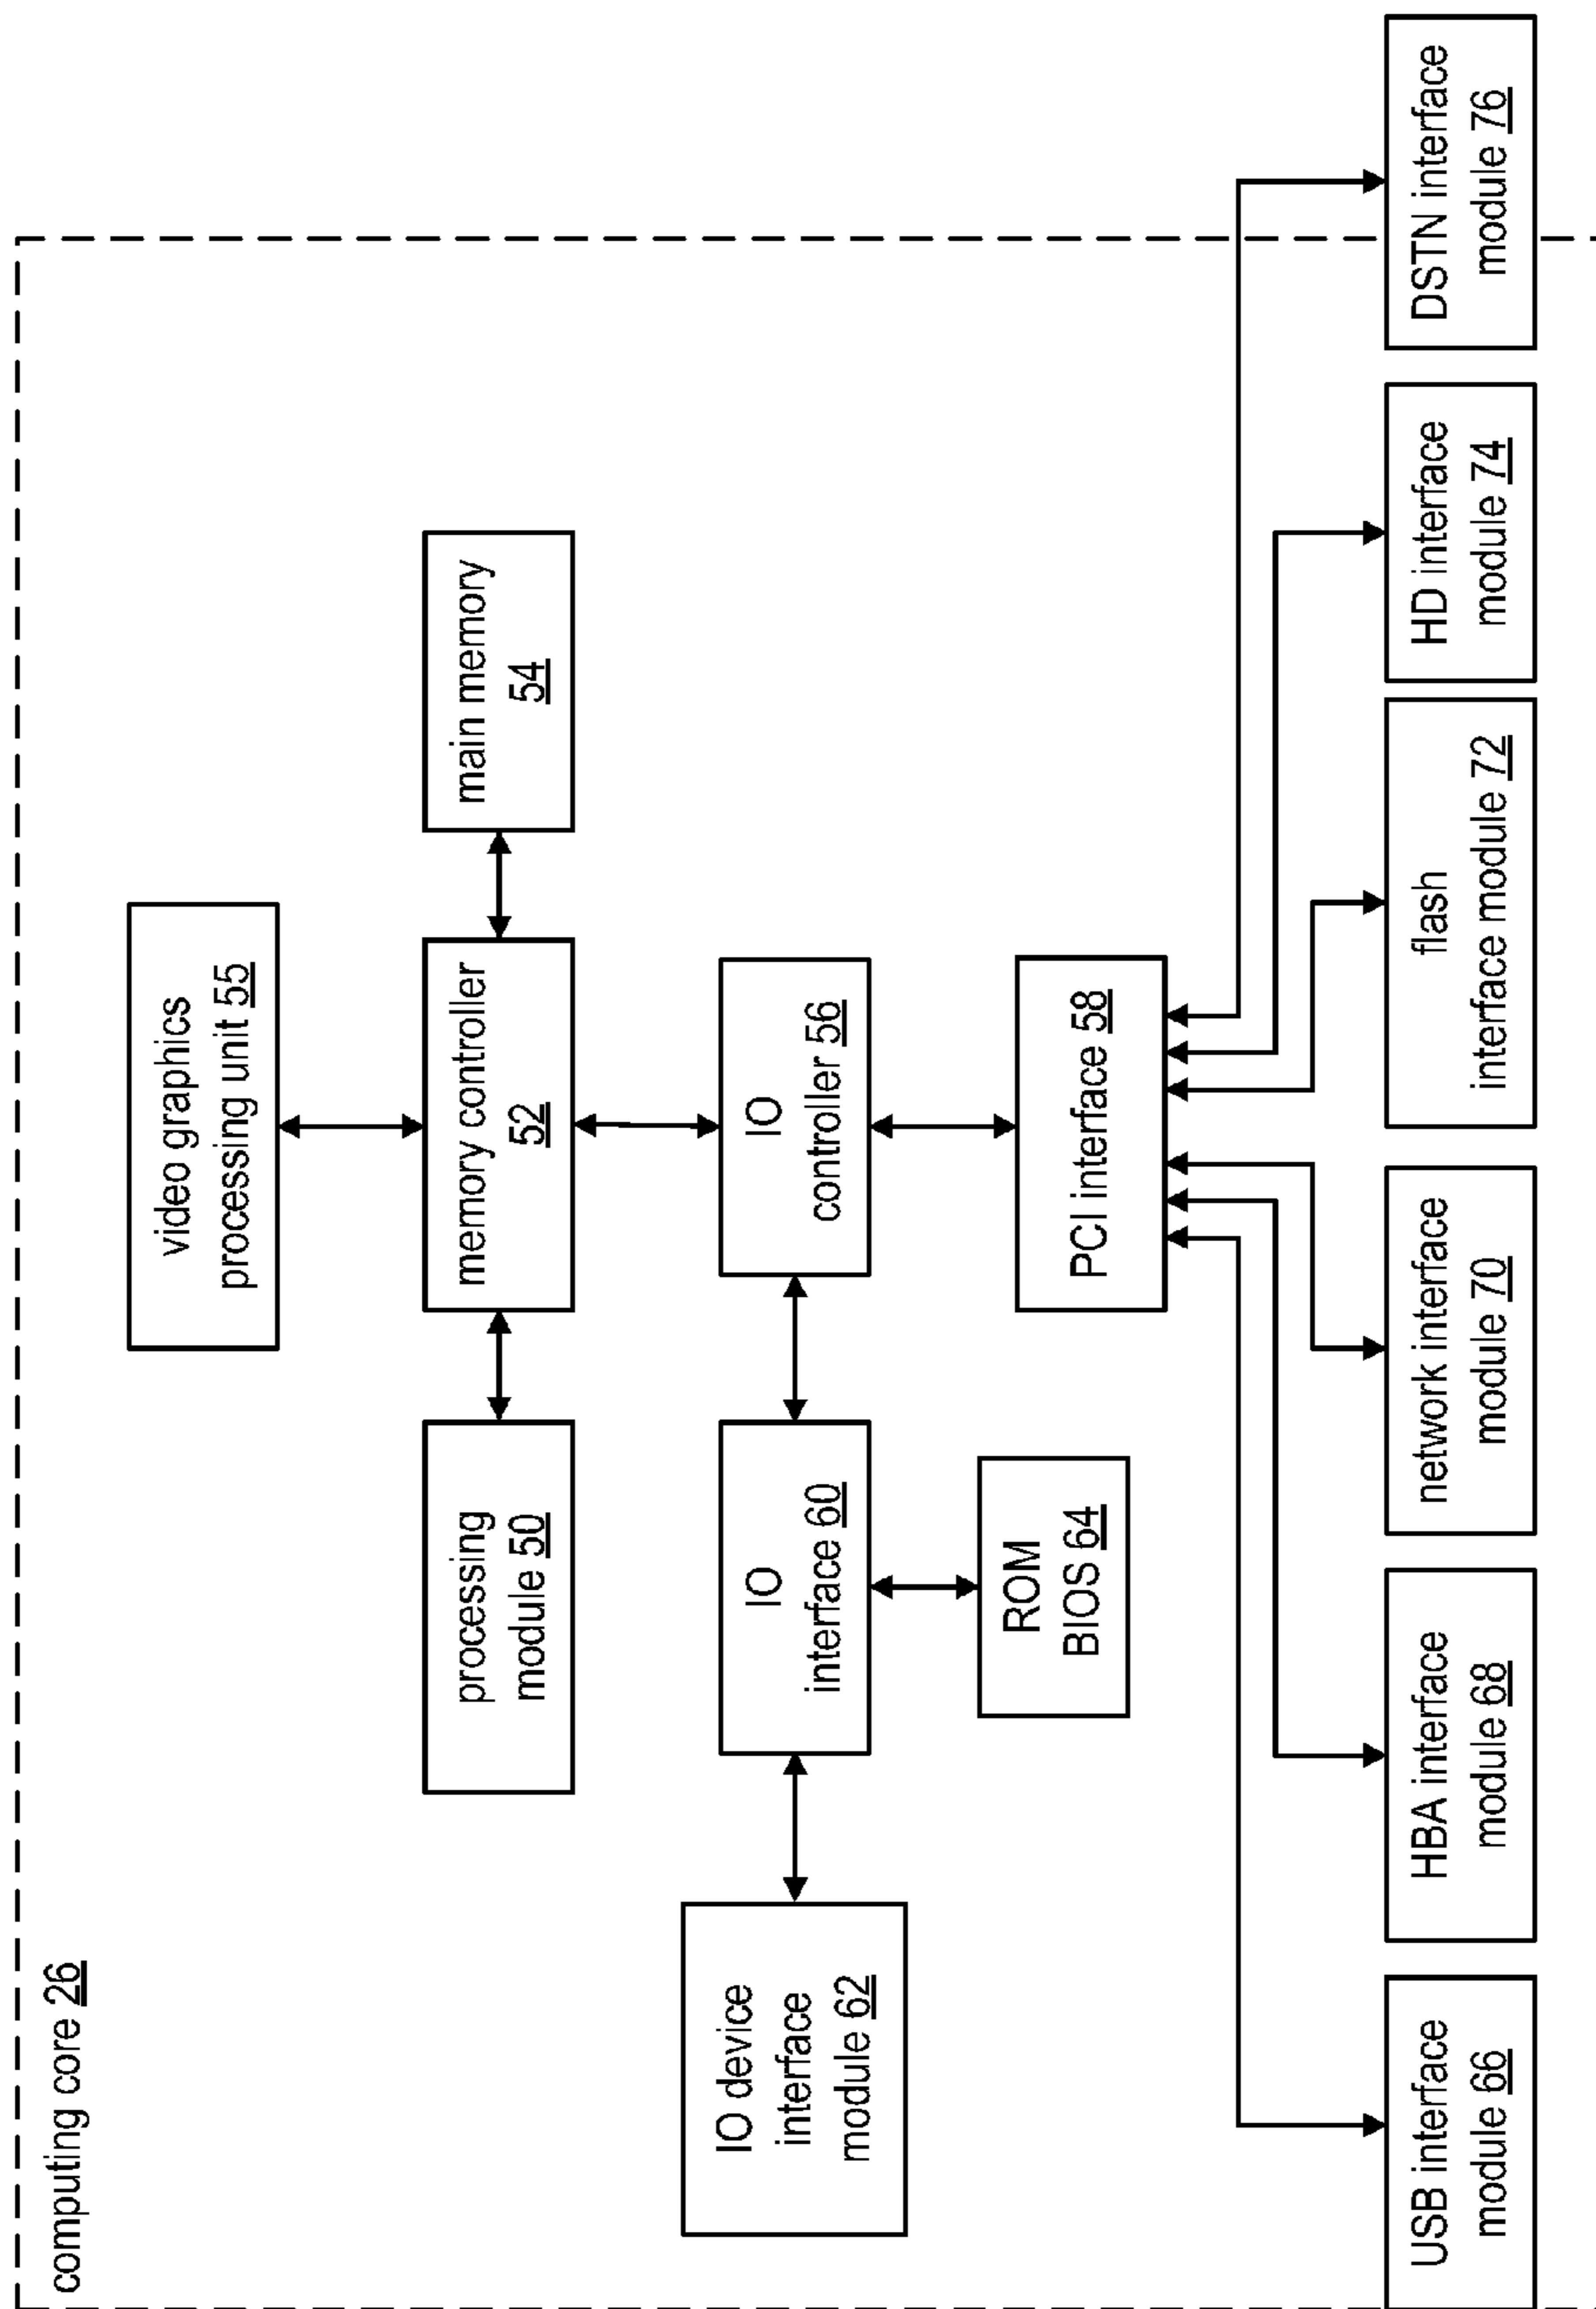 computing core 26
video graphics
processing unit 55
processing
module 50
memory controller
52
main memory
54
IO device
interface
module 62
IO
interface 60
IO
controller 56
ROM
BIOS 64
PCI interface 58
USB interface
module 66
HBA interface
module 68
network interface
module 70
flash
interface module 72
HD interface
module 74
DSTN interface
module 76